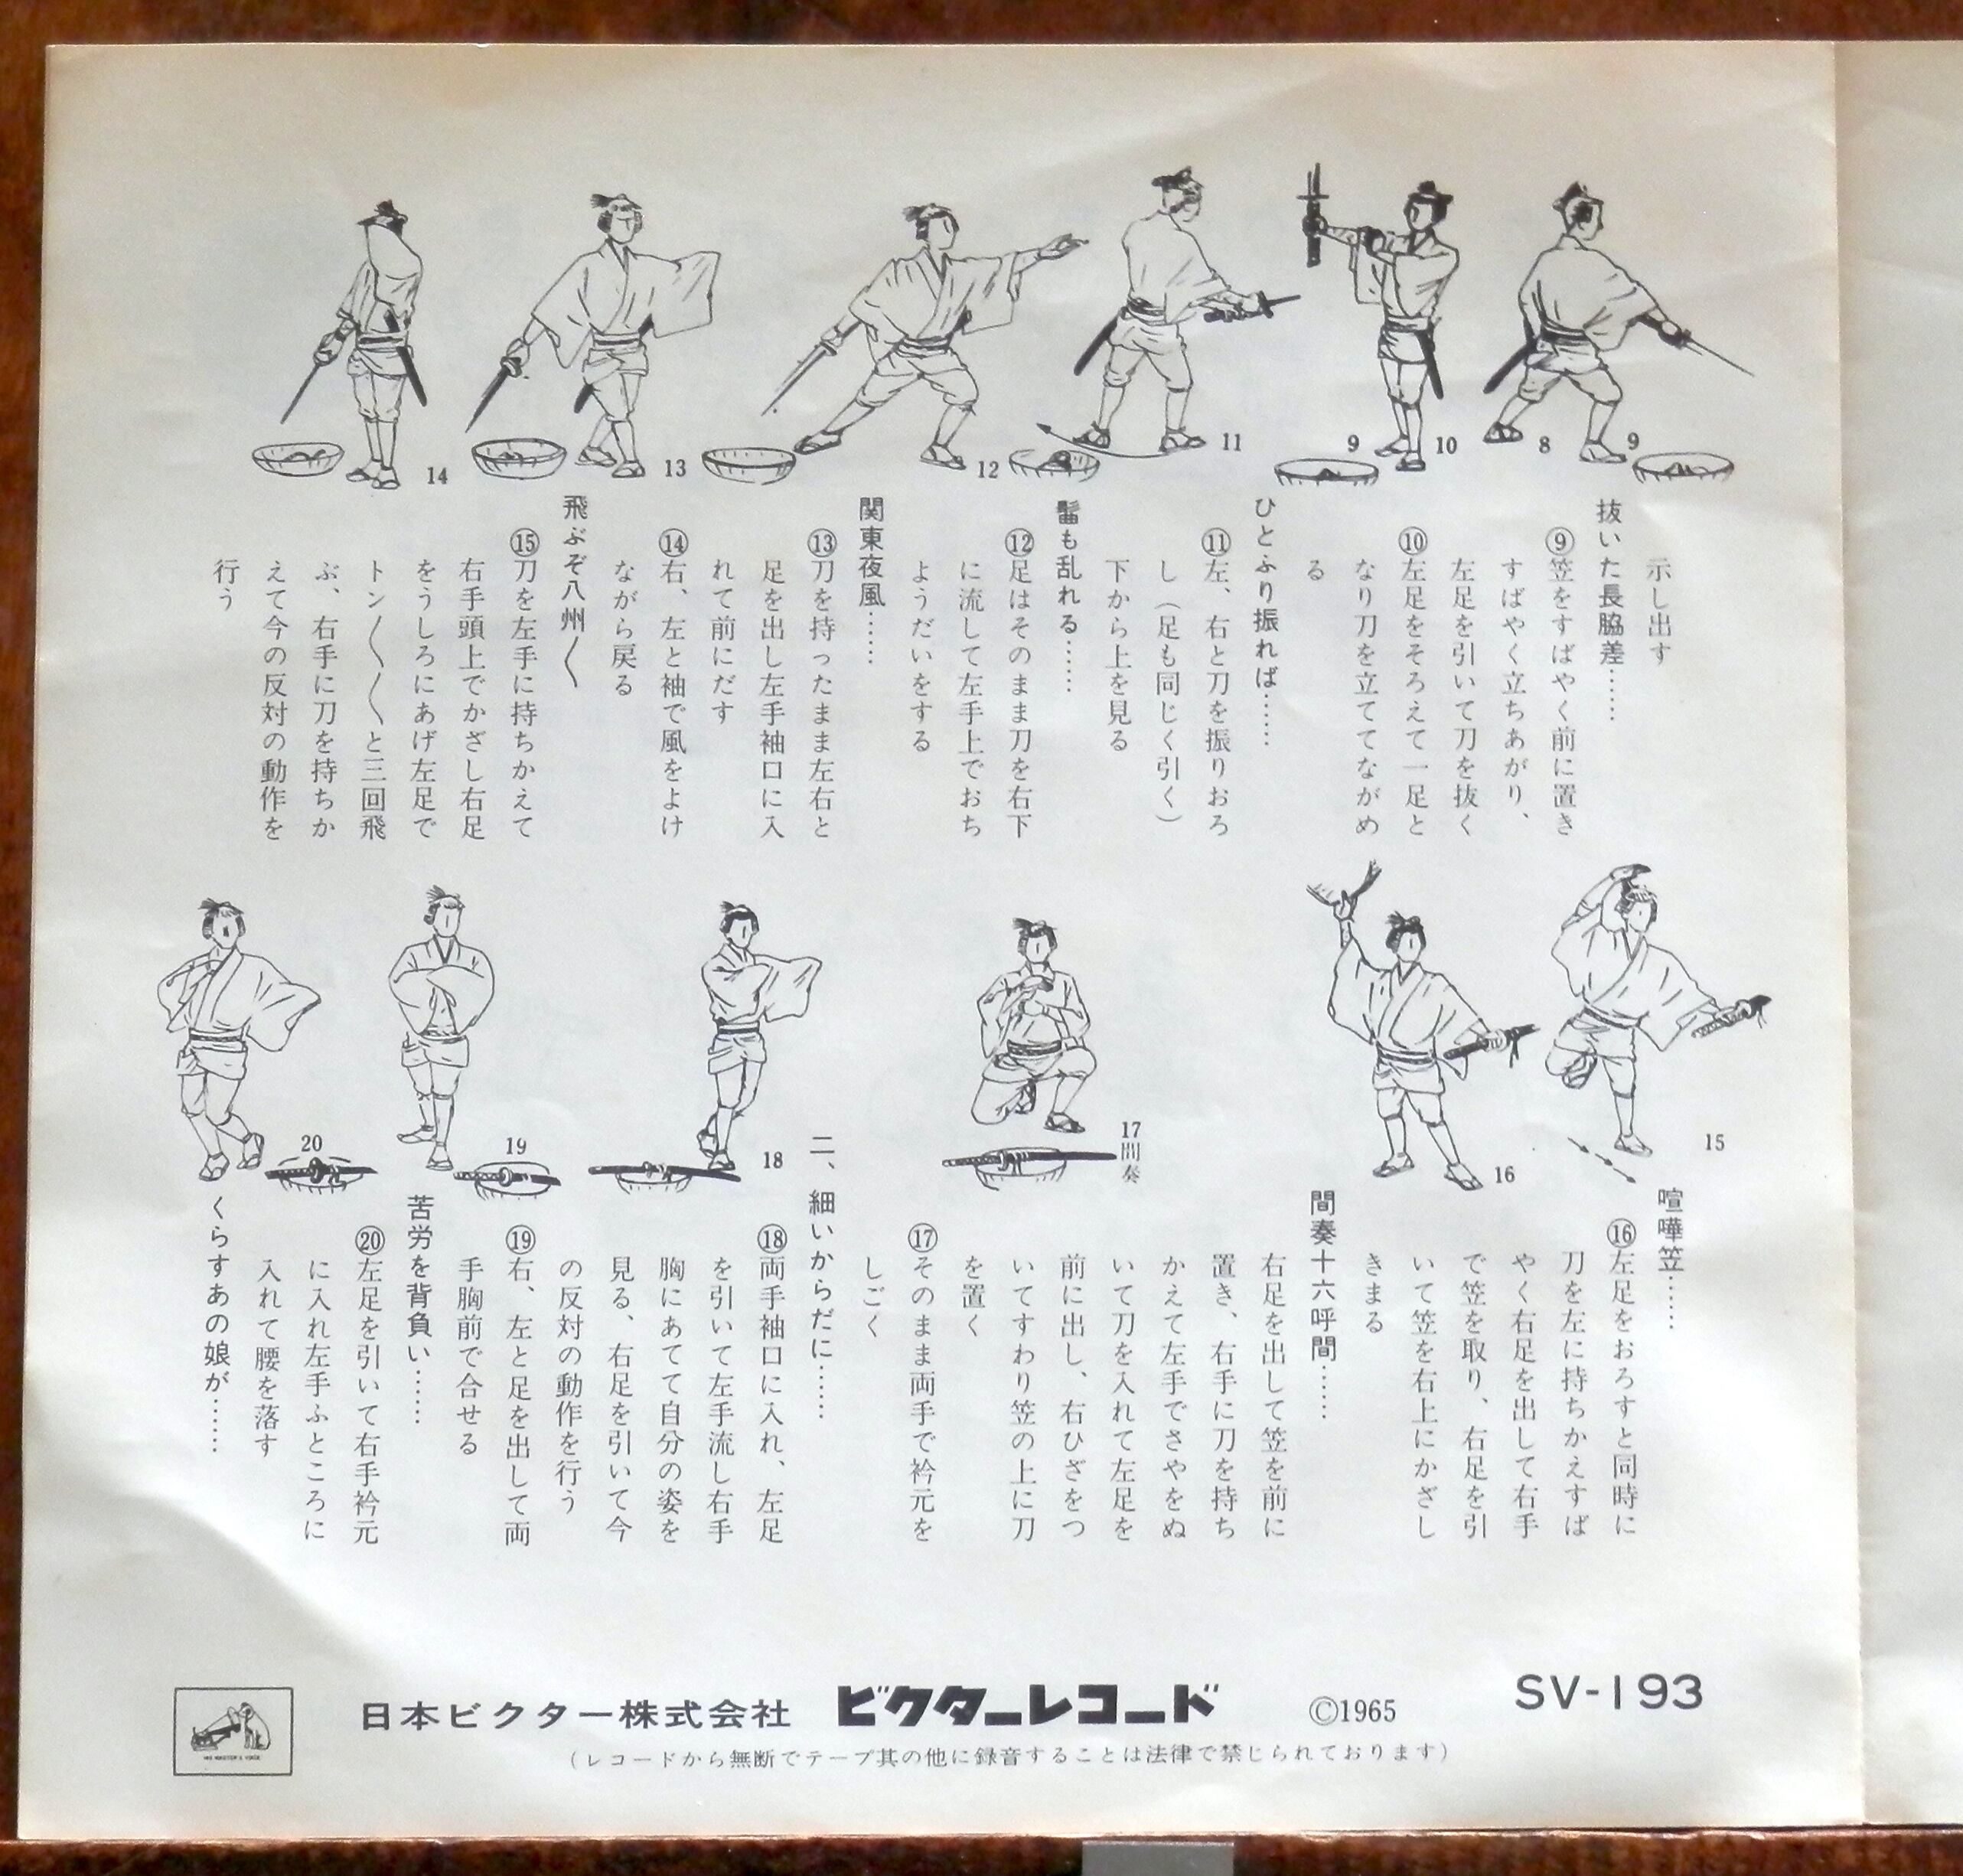 8
9
9
10
11
12
13
14
示し出す
抜いた長脇差……
⑨笠をすばやく前に置き
すばやく立ちあがり、
左足を引いて刀を抜く
⑩左足をそろえて一足と
なり刀を立ててながめ
る
ひとふり振れば……
⑪左、右と刀を振りおろ
し（足も同じく引く）
下から上を見る
も乱れる……
⑫足はそのまま刀を右下
に流して左手上でおち
ようだいをする
関東夜風……
⑬刀を持ったまま左右と
足を出し左手袖口に入
れて前にだす
⑭右、左と袖で風をよけ
ながら戻る
飛ぶぞ八州〱
⑮刀を左手に持ちかえて
右手頭上でかざし右足
をうしろにあげ左足で
トン〱〱と三回飛
ぶ、右手に刀を持ちか
えて今の反対の動作を
行う
15
16
17間奏
18
19
20
喧嘩笠……
⑯左足をおろすと同時に
刀を左に持ちかえすば
やく右足を出して右手
で笠を取り、右足を引
いて笠を右上にかざし
きまる
間奏十六呼間……
右足を出して笠を前に
置き、右手に刀を持ち
かえて左手でさやをぬ
いて刀を入れて左足を
前に出し、右ひざをつ
いてすわり笠の上に刀
を置く
⑰そのまま両手で衿元を
しごく
二、細いからだに……
⑱両手袖口に入れ、左足
を引いて左手流し右手
胸にあてて自分の姿を
見る、右足を引いて今
の反対の動作を行う
⑲右、左と足を出して両
手胸前で合せる
苦労を背負い……
⑳左足を引いて右手衿元
に入れ左手ふところに
入れて腰を落す
くらすあの娘が……
HIS MASTER'S VOICE
日本ビクター株式会社 ビクターレコード ©1965 SV-193
（レコードから無断でテープ其の他に録音することは法律で禁じられております）